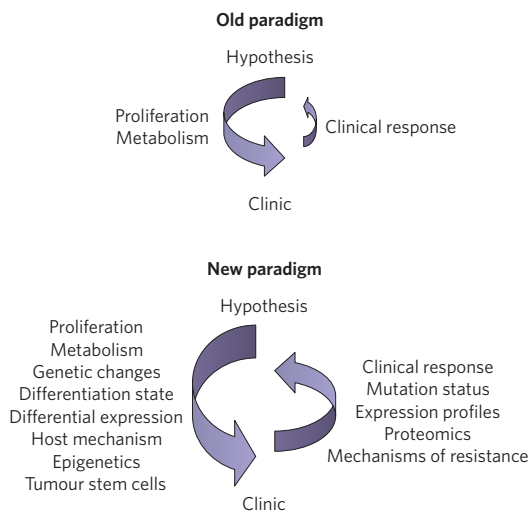 Old paradigm
Hypothesis
Proliferation
Metabolism
Clinical response
Clinic
New paradigm
Hypothesis
Proliferation
Metabolism
Genetic changes
Differentiation state
Differential expression
Host mechanism
Epigenetics
Tumour stem cells
Clinical response
Mutation status
Expression profiles
Proteomics
Mechanisms of resistance
Clinic